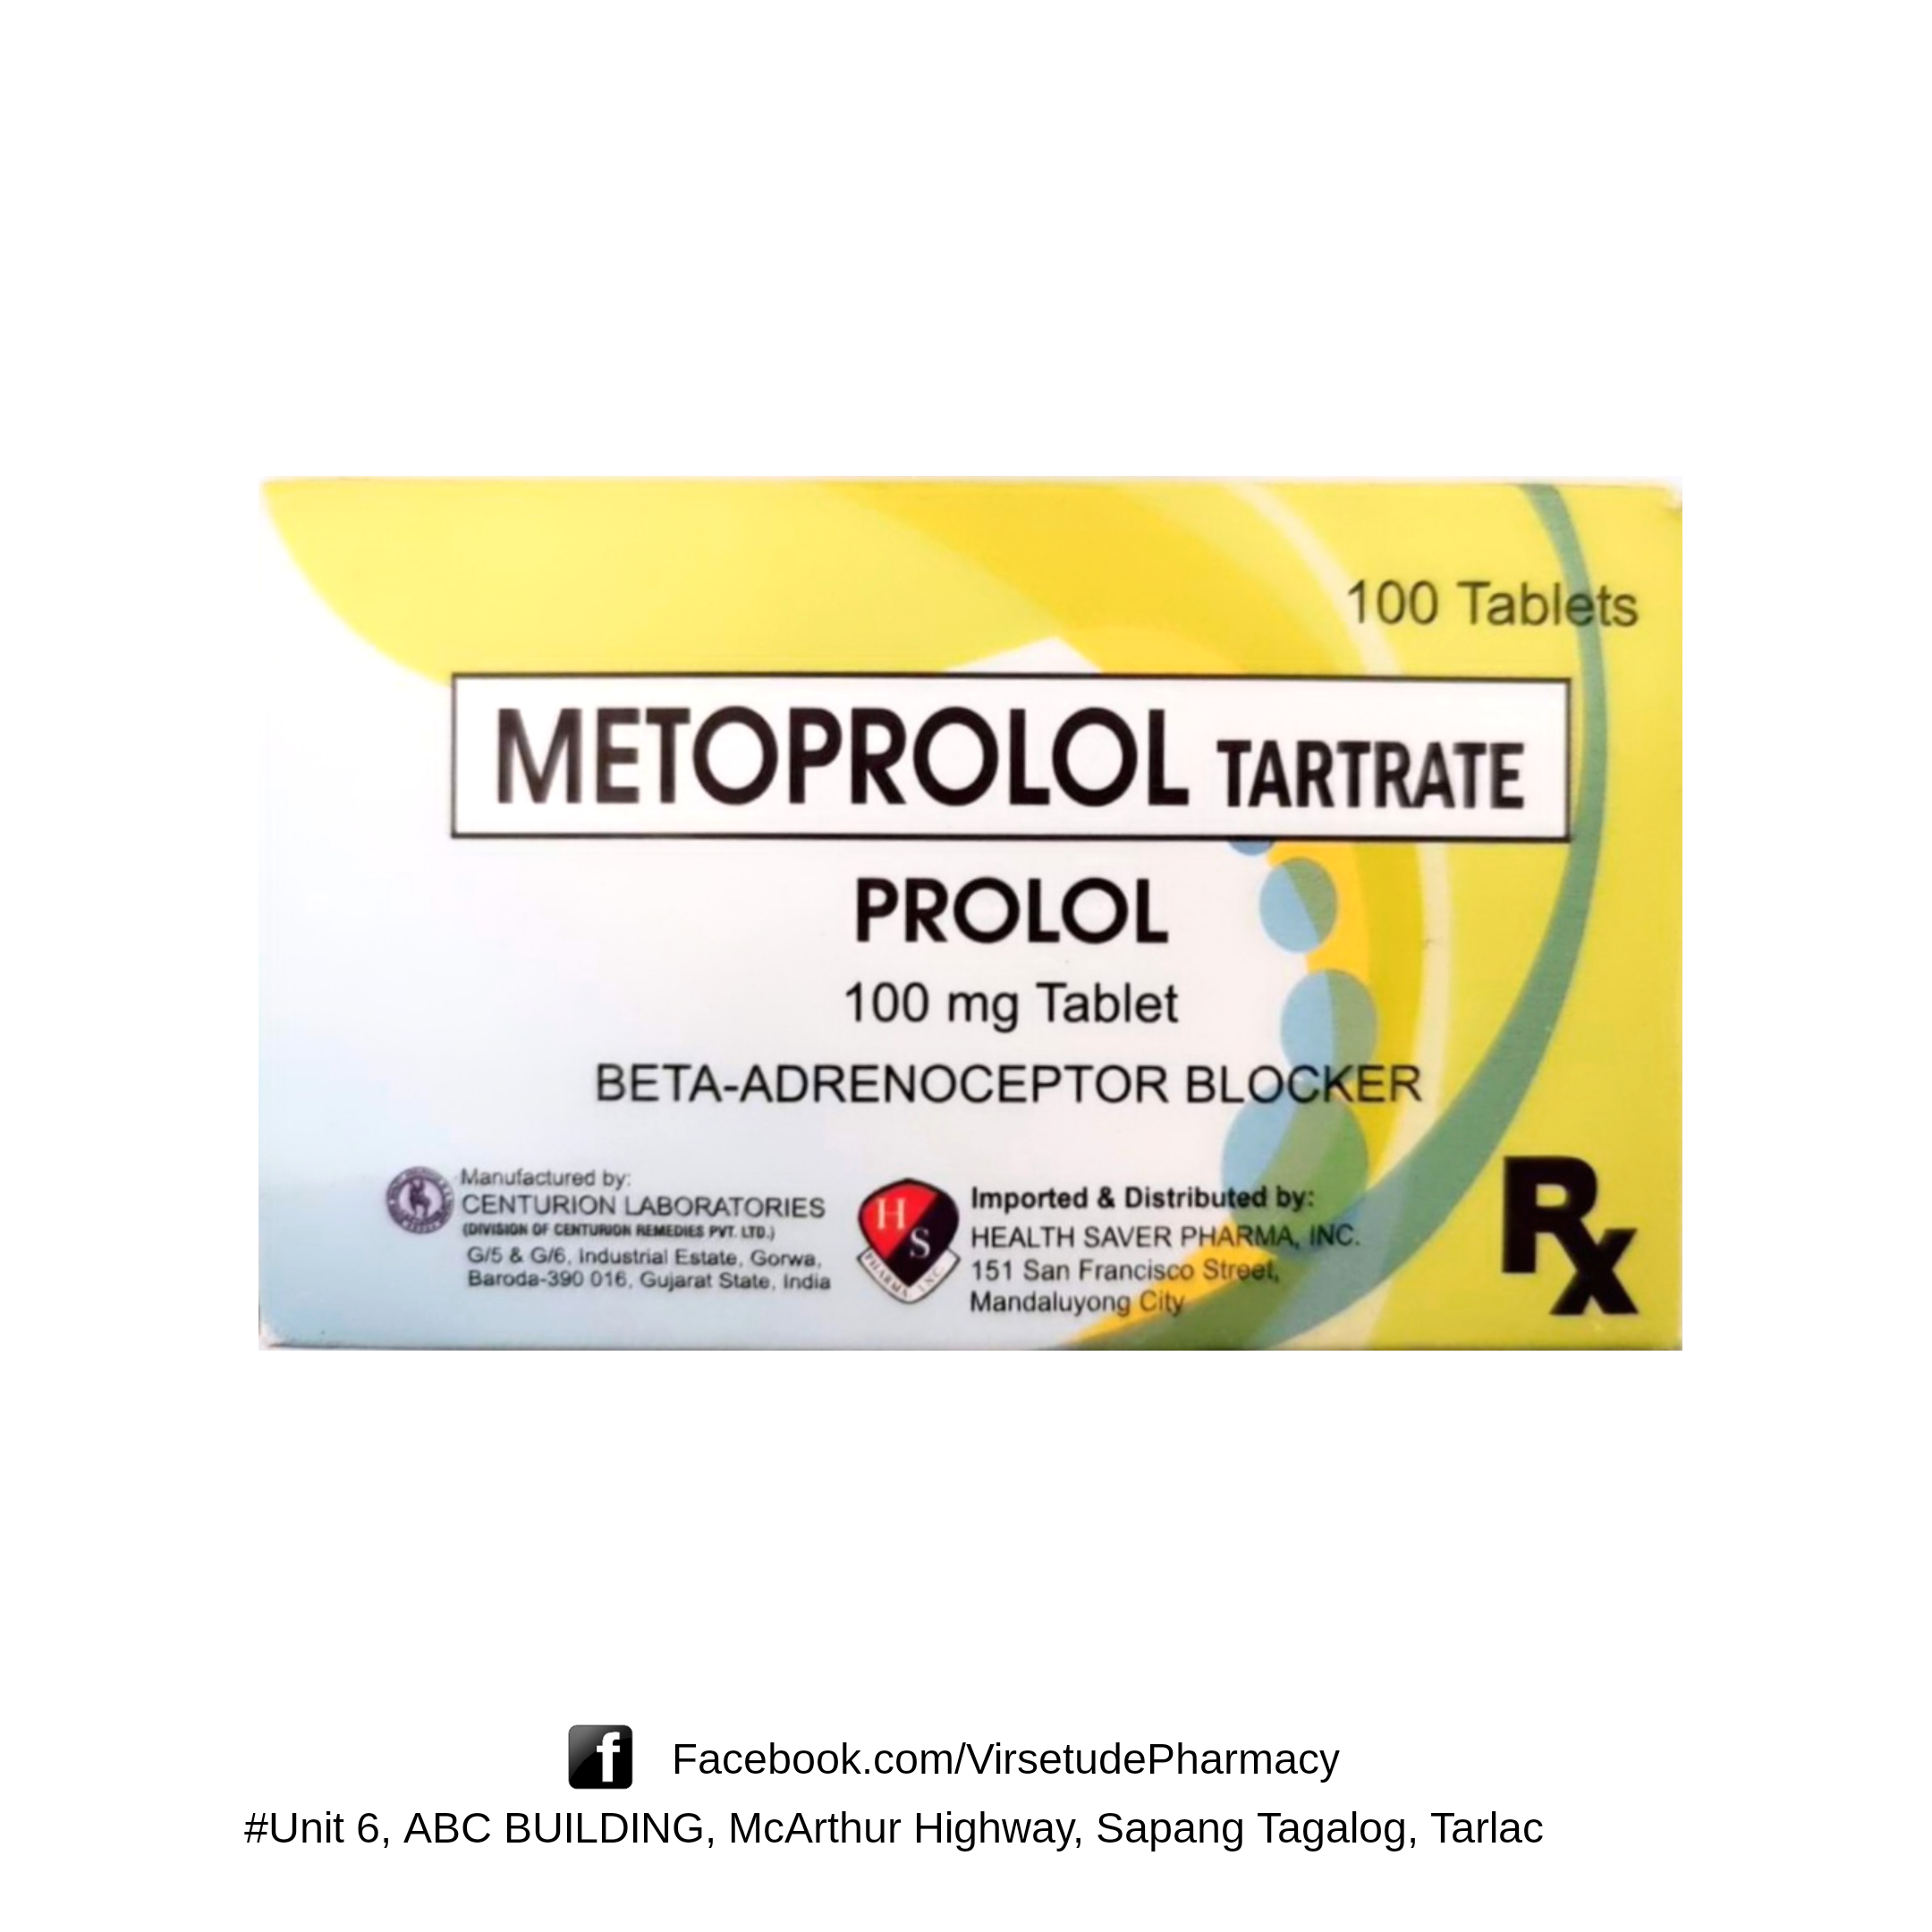 100 Tablets
METOPROLOL TARTRATE
PROLOL
100 mg Tablet
BETA-ADRENOCEPTOR BLOCKER
Manufactured by:
CENTURION LABORATORIES
(DIVISION OF CENTURION REMEDIES PVT. LTD.)
G/5 & G/6, Industrial Estate, Gorwa,
Baroda-390 016, Gujarat State, India
H
S
PHARMA INC.
Imported & Distributed by:
HEALTH SAVER PHARMA, INC.
151 San Francisco Street,
Mandaluyong City
Rx
f Facebook.com/VirsetudePharmacy
#Unit 6, ABC BUILDING, McArthur Highway, Sapang Tagalog, Tarlac